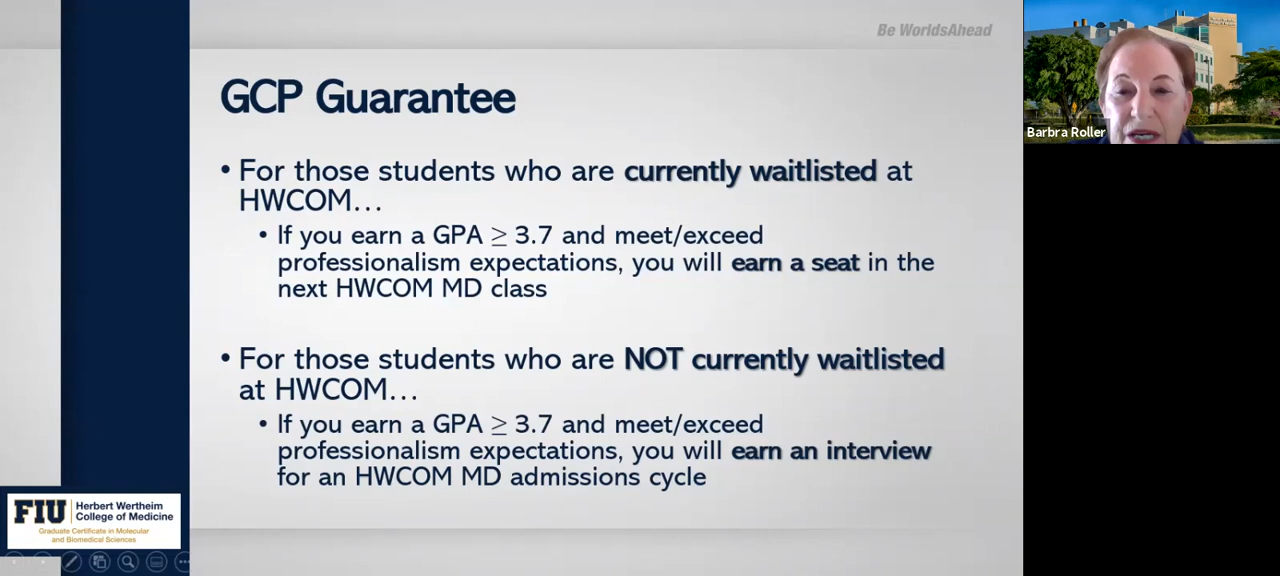 Be WorldsAhead
GCP Guarantee
• For those students who are currently waitlisted at
HWCOM…
• If you earn a GPA ≥ 3.7 and meet/exceed
professionalism expectations, you will earn a seat in the
next HWCOM MD class
• For those students who are NOT currently waitlisted
at HWCOM…
• If you earn a GPA ≥ 3.7 and meet/exceed
professionalism expectations, you will earn an interview
for an HWCOM MD admissions cycle
FIU
Herbert Wertheim
College of Medicine
Graduate Certificate in Molecular
and Biomedical Sciences
Barbra Roller